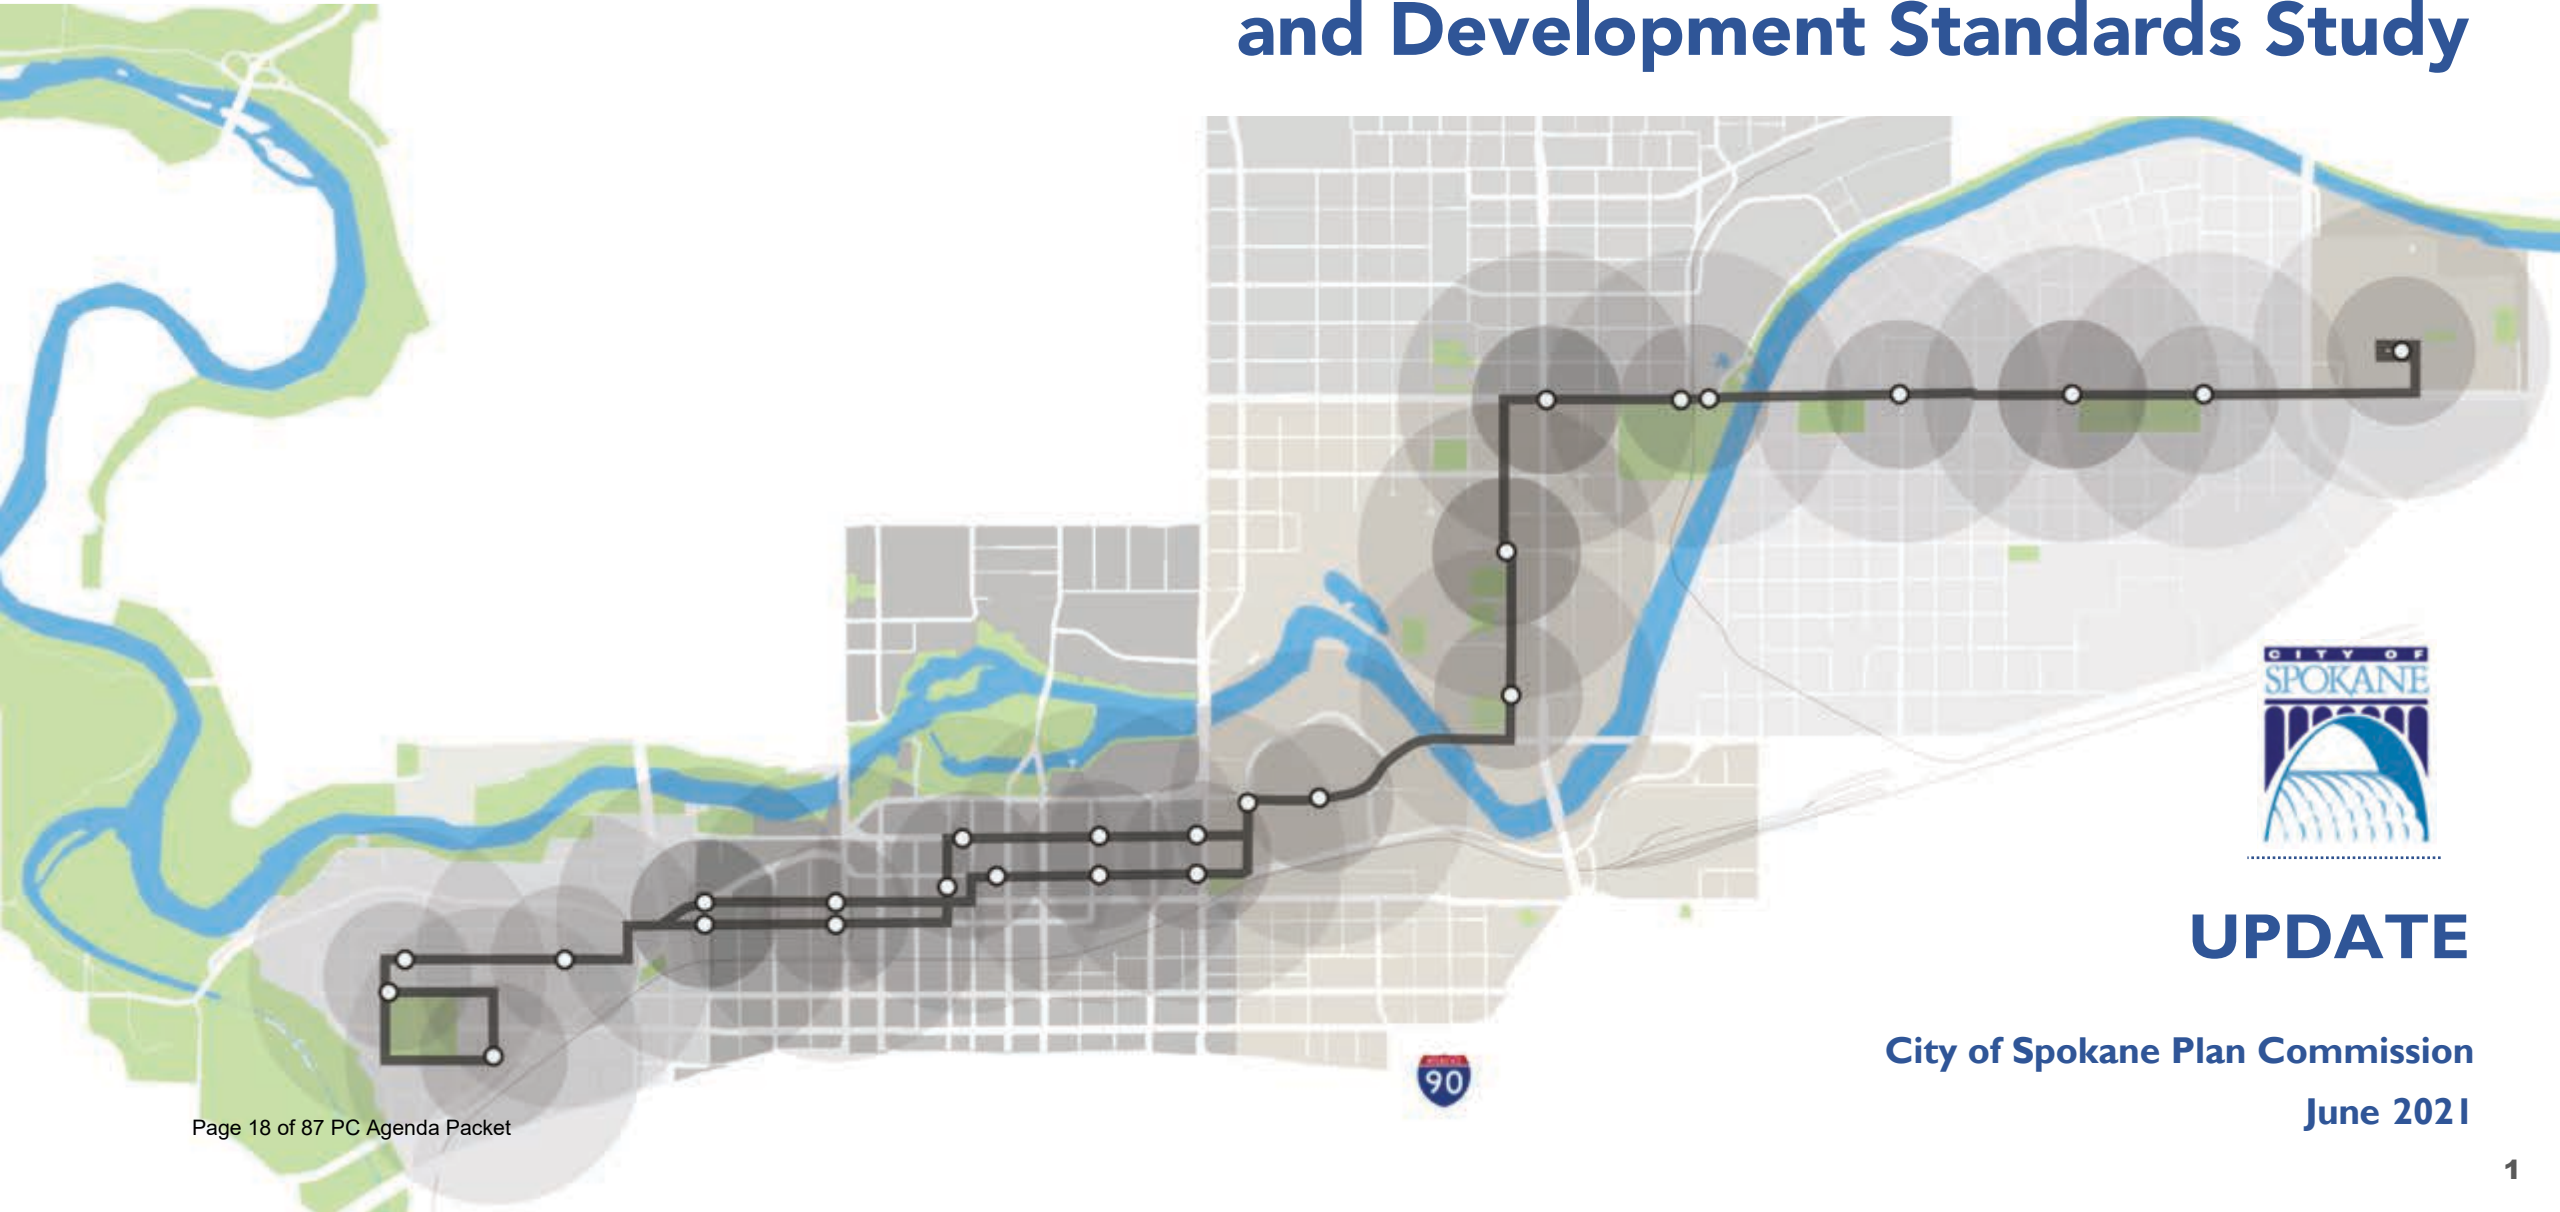 and Development Standards Study
CITY OF
SPOKANE
UPDATE
City of Spokane Plan Commission
90
June 2021
Page 18 of 87 PC Agenda Packet
1